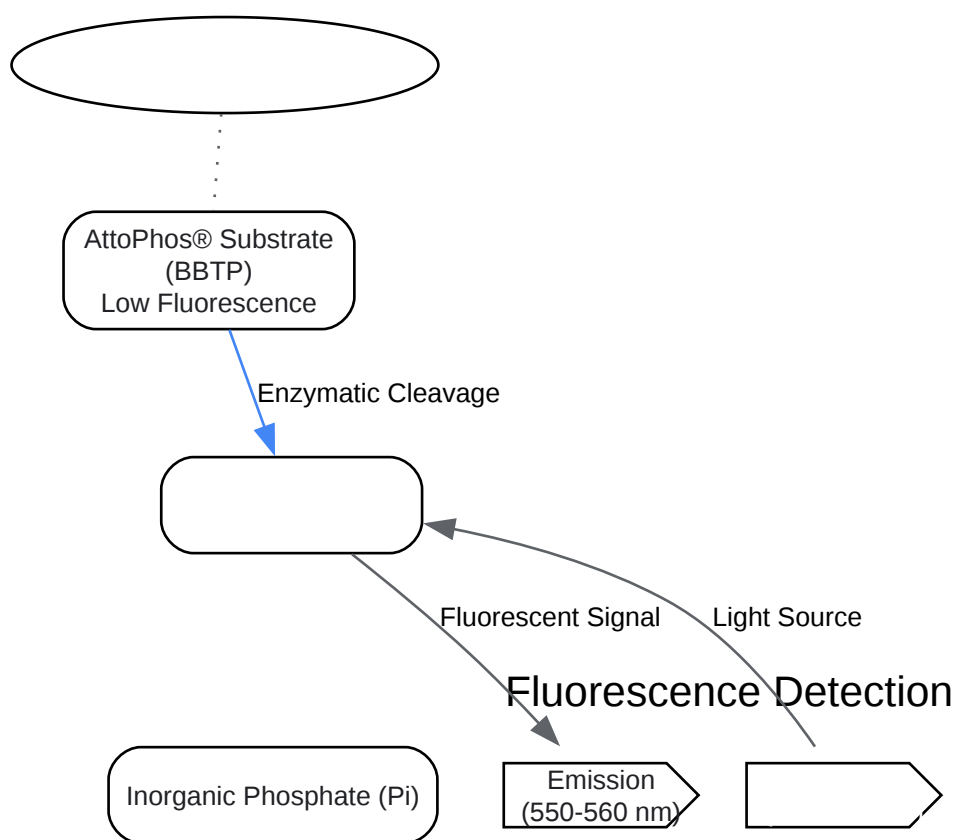 AttoPhos® Substrate
(BBTP)
Low Fluorescence
Enzymatic Cleavage
Fluorescent Signal
Light Source
Fluorescence Detection
Inorganic Phosphate (Pi)
Emission
(550-560 nm)